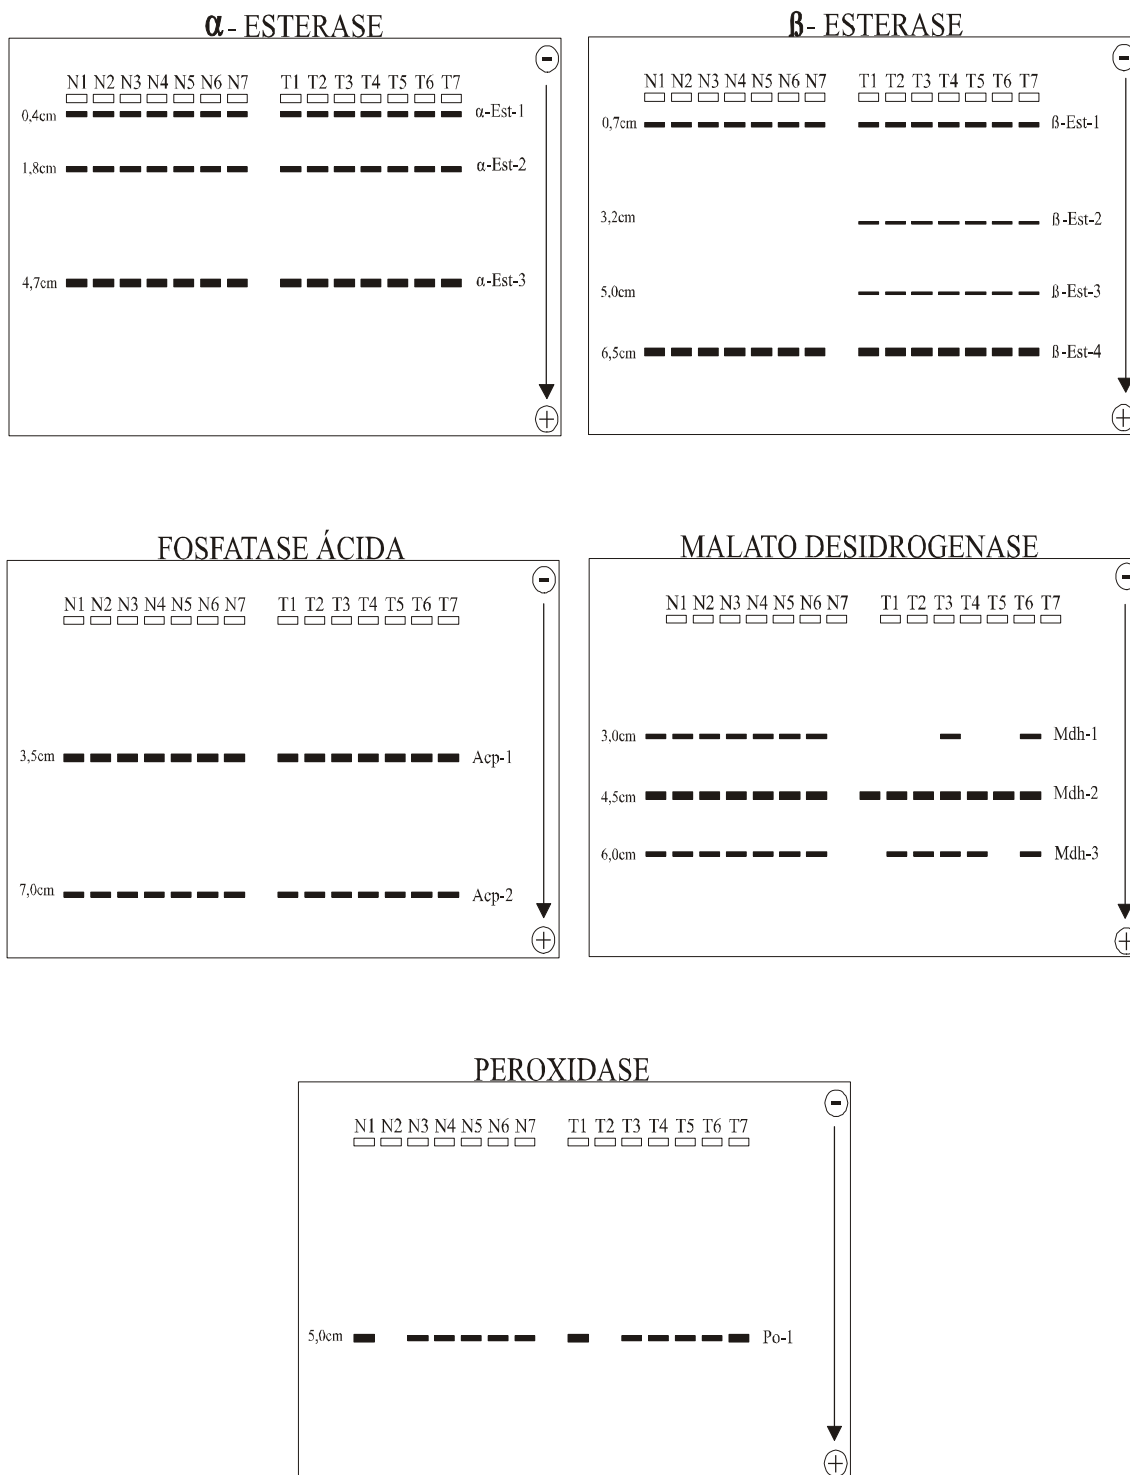 α - ESTERASE
N1 N2 N3 N4 N5 N6 N7 T1 T2 T3 T4 T5 T6 T7
-
0,4cm α-Est-1
1,8cm α-Est-2
4,7cm α-Est-3
+
ß - ESTERASE
N1 N2 N3 N4 N5 N6 N7 T1 T2 T3 T4 T5 T6 T7
-
0,7cm ß-Est-1
3,2cm ß-Est-2
5,0cm ß-Est-3
6,5cm ß-Est-4
+
FOSFATASE ÁCIDA
N1 N2 N3 N4 N5 N6 N7 T1 T2 T3 T4 T5 T6 T7
-
3,5cm Acp-1
7,0cm Acp-2
+
MALATO DESIDROGENASE
N1 N2 N3 N4 N5 N6 N7 T1 T2 T3 T4 T5 T6 T7
-
3,0cm Mdh-1
4,5cm Mdh-2
6,0cm Mdh-3
+
PEROXIDASE
N1 N2 N3 N4 N5 N6 N7 T1 T2 T3 T4 T5 T6 T7
-
5,0cm Po-1
+